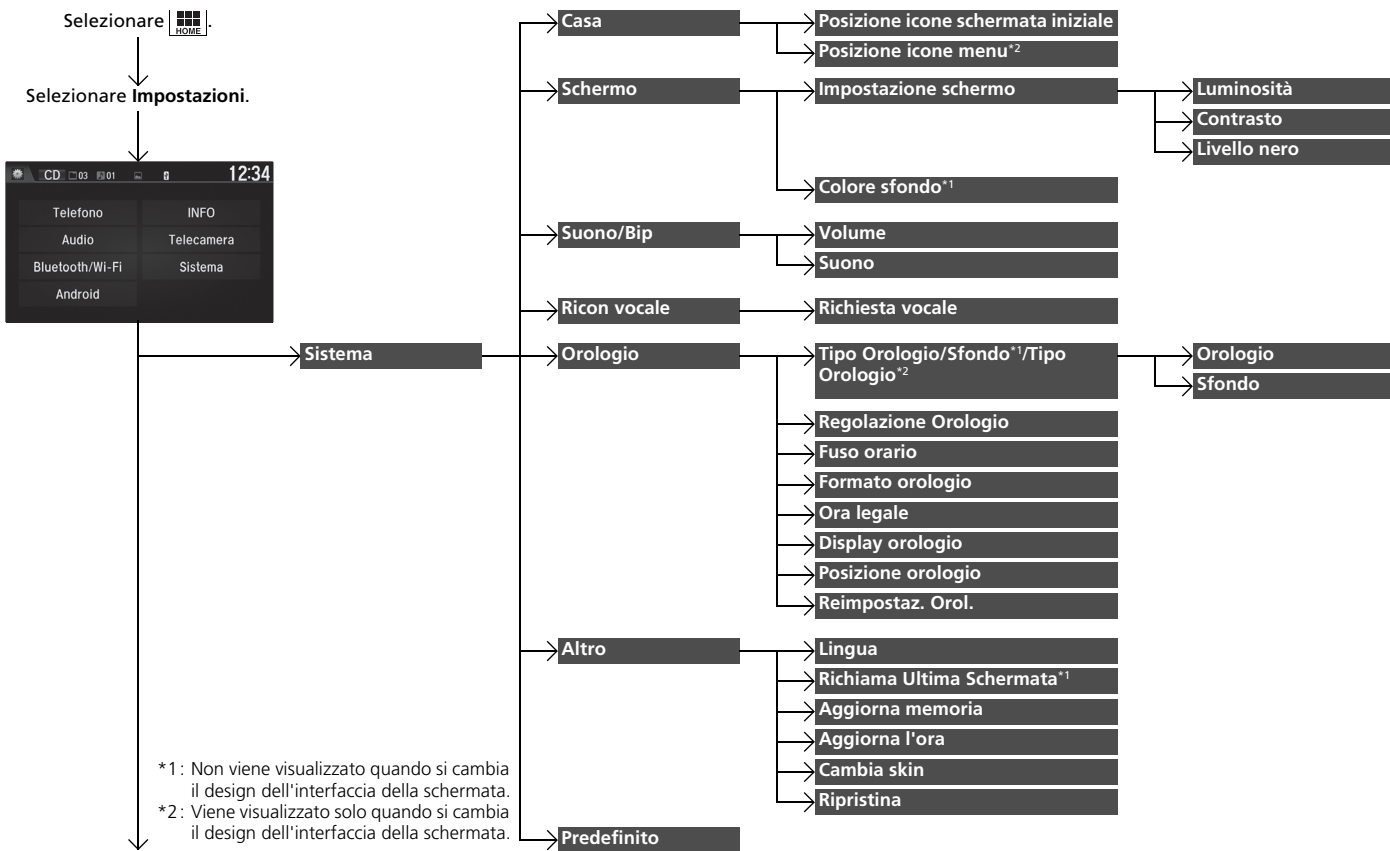 Selezionare HOME.
Selezionare Impostazioni.
CD 03 01 12:34
Telefono INFO
Audio Telecamera
Bluetooth/Wi-Fi Sistema
Android
Sistema
Casa
Posizione icone schermata iniziale
Posizione icone menu*2
Schermo
Impostazione schermo
Luminosità
Contrasto
Livello nero
Colore sfondo*1
Suono/Bip
Volume
Suono
Ricon vocale
Richiesta vocale
Orologio
Tipo Orologio/Sfondo*1/Tipo
Orologio*2
Orologio
Sfondo
Regolazione Orologio
Fuso orario
Formato orologio
Ora legale
Display orologio
Posizione orologio
Reimpostaz. Orol.
Altro
Lingua
Richiama Ultima Schermata*1
Aggiorna memoria
Aggiorna l'ora
Cambia skin
Ripristina
Predefinito
*1: Non viene visualizzato quando si cambia
il design dell'interfaccia della schermata.
*2: Viene visualizzato solo quando si cambia
il design dell'interfaccia della schermata.